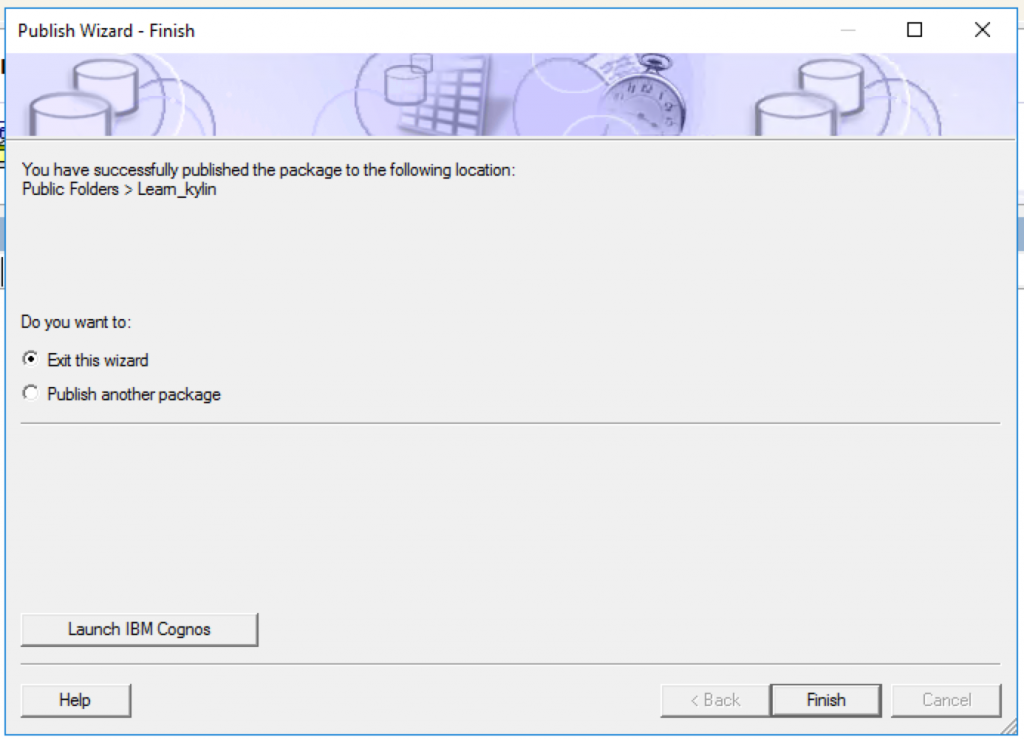 Publish Wizard - Finish
You have successfully published the package to the following location:
Public Folders > Learn_kylin
Do you want to:
Exit this wizard
Publish another package
Launch IBM Cognos
Help
< Back
Finish
Cancel